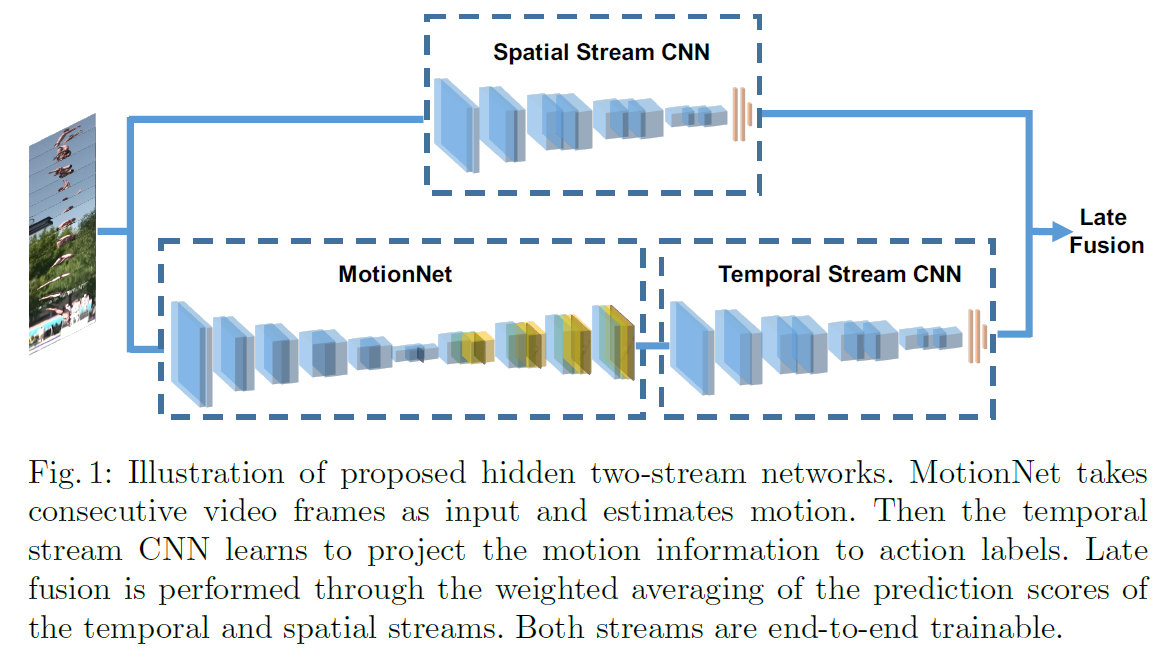 Spatial Stream CNN
MotionNet
Temporal Stream CNN
Late
Fusion
Fig. 1: Illustration of proposed hidden two-stream networks. MotionNet takes
consecutive video frames as input and estimates motion. Then the temporal
stream CNN learns to project the motion information to action labels. Late
fusion is performed through the weighted averaging of the prediction scores of
the temporal and spatial streams. Both streams are end-to-end trainable.